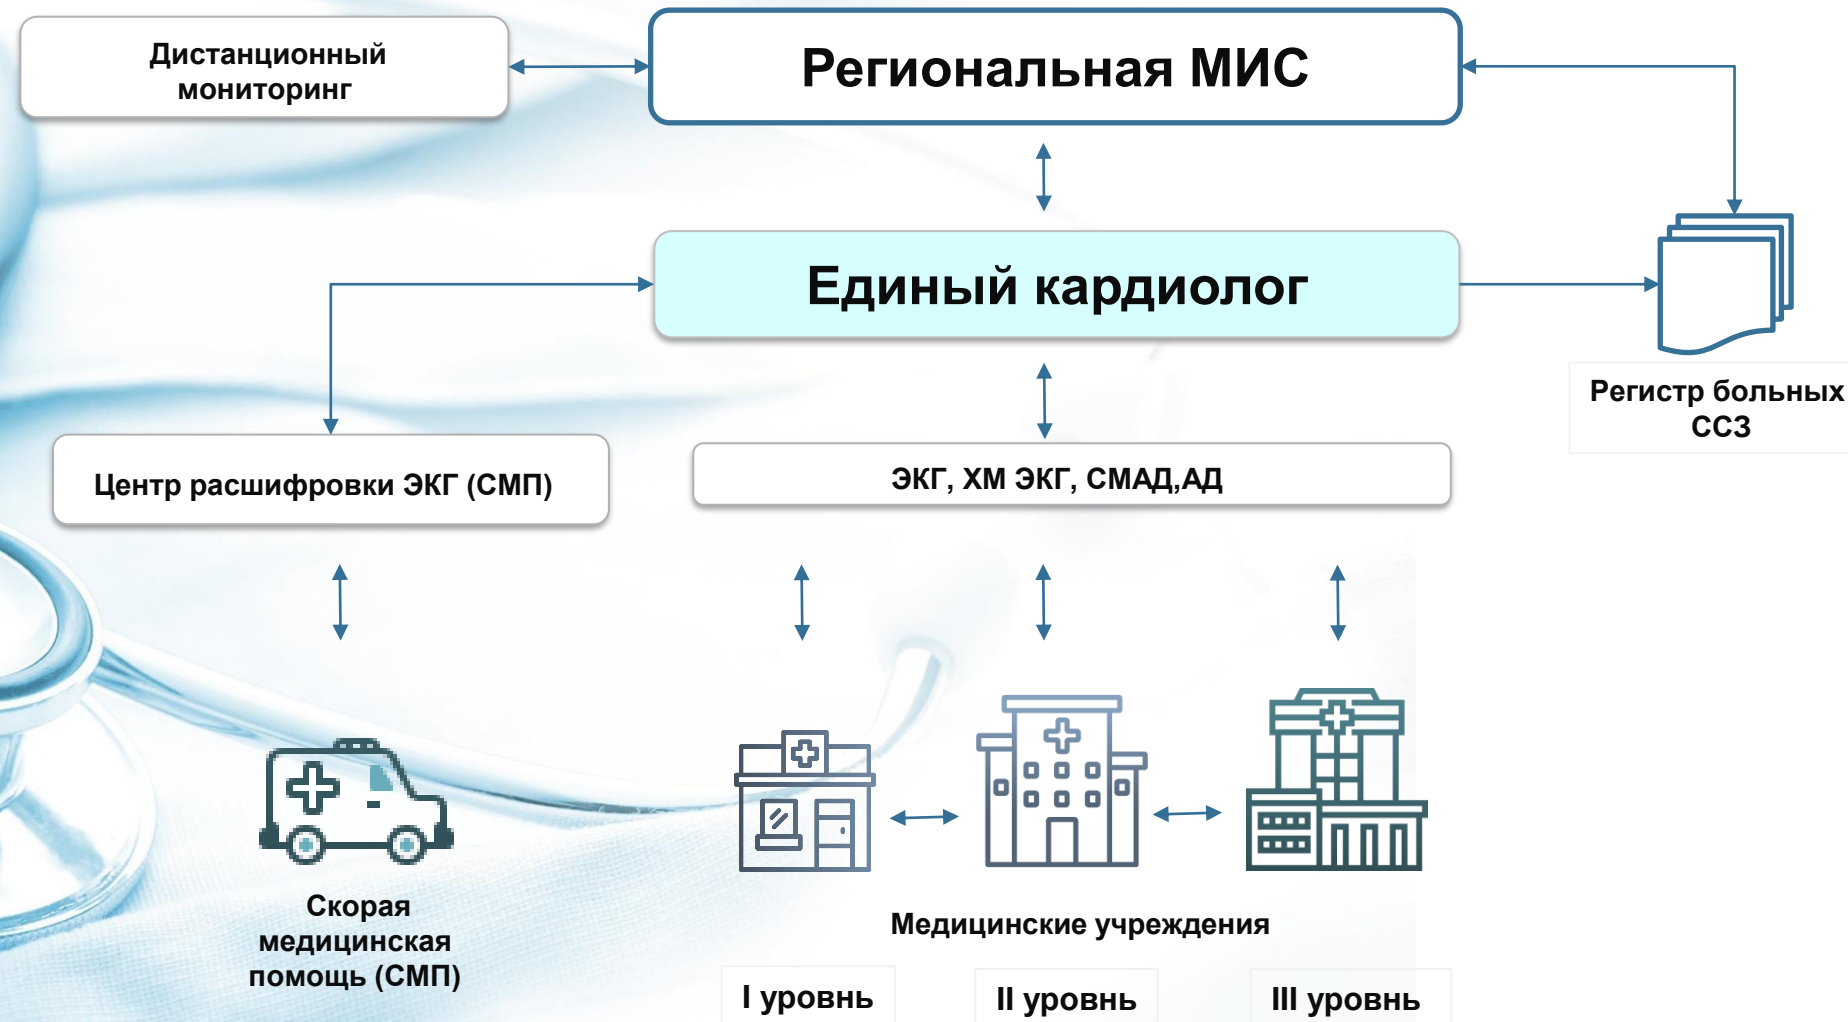 Дистанционный
мониторинг
Региональная МИС
Единый кардиолог
Регистр больных
ССЗ
Центр расшифровки ЭКГ (СМП)
ЭКГ, ХМ ЭКГ, СМАД,АД
Скорая
медицинская
помощь (СМП)
Медицинские учреждения
I уровнь
II уровнь
III уровнь